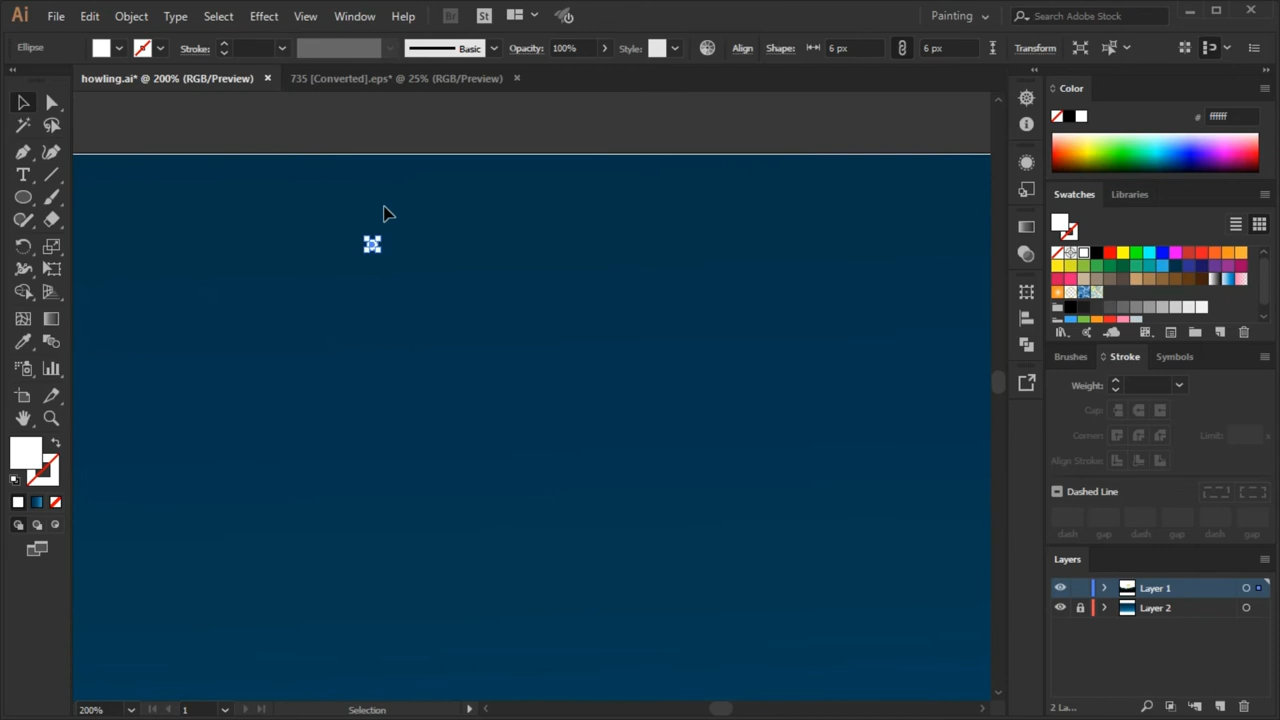 Ai File Edit Object Type Select Effect View Window Help Br St Painting Search Adobe Stock
Ellipse Stroke: Basic Opacity: 100% Style: Align Shape: 6 px 6 px Transform
howling.ai* @ 200% (RGB/Preview) × 735 [Converted].eps* @ 25% (RGB/Preview) ×
Color
# ffffff
Swatches Libraries
Brushes Stroke Symbols
Weight:
Cap:
Corner: Limit:
Align Stroke:
Dashed Line
dash gap dash gap dash gap
Layers
Layer 1
Layer 2
200% 1 Selection 2 La...